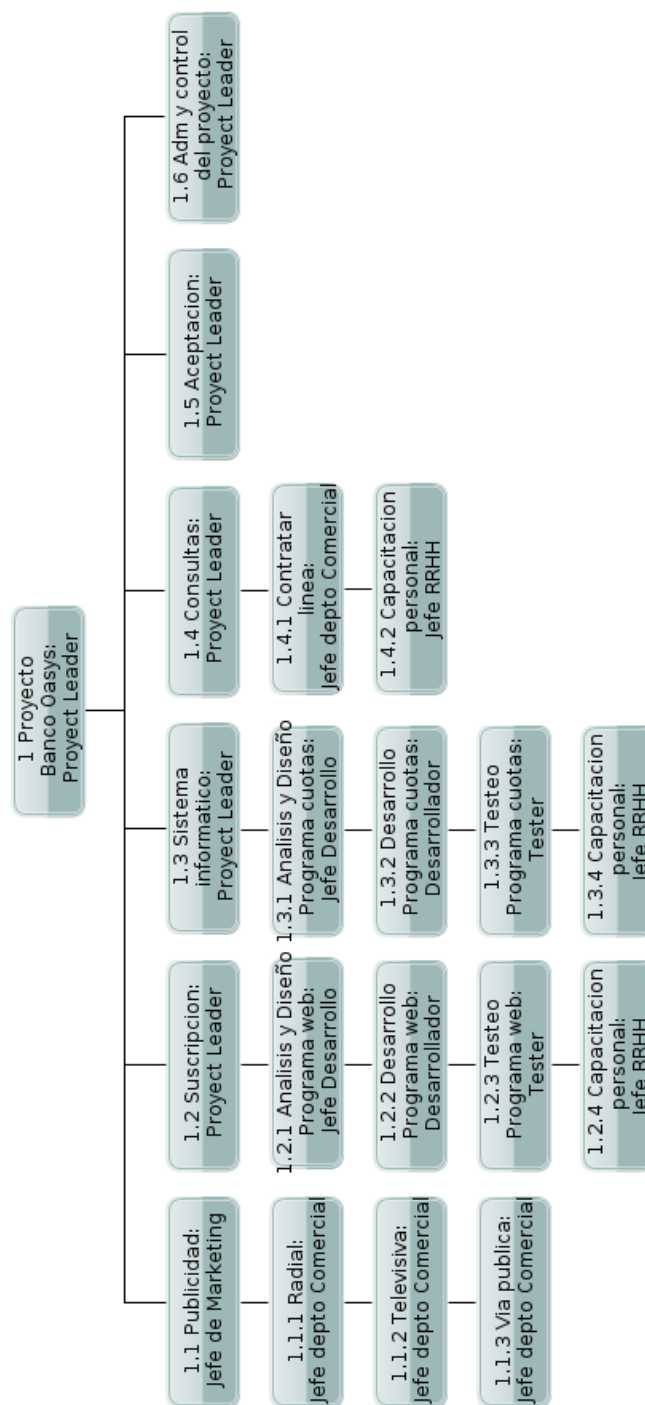 1 Proyecto
Banco Oasys:
Proyect Leader
1.1 Publicidad:
Jefe de Marketing
1.1.1 Radial:
Jefe depto Comercial
1.1.2 Televisiva:
Jefe depto Comercial
1.1.3 Via publica:
Jefe depto Comercial
1.2 Suscripcion:
Proyect Leader
1.2.1 Analisis y Diseño
Programa web:
Jefe Desarrollo
1.2.2 Desarrollo
Programa web:
Desarrollador
1.2.3 Testeo
Programa web:
Tester
1.2.4 Capacitacion
personal:
Jefe RRHH
1.3 Sistema
informatico:
Proyect Leader
1.3.1 Analisis y Diseño
Programa cuotas:
Jefe Desarrollo
1.3.2 Desarrollo
Programa cuotas:
Desarrollador
1.3.3 Testeo
Programa cuotas:
Tester
1.3.4 Capacitacion
personal:
Jefe RRHH
1.4 Consultas:
Proyect Leader
1.4.1 Contratar
linea:
Jefe depto Comercial
1.4.2 Capacitacion
personal:
Jefe RRHH
1.5 Aceptacion:
Proyect Leader
1.6 Adm y control
del proyecto:
Proyect Leader